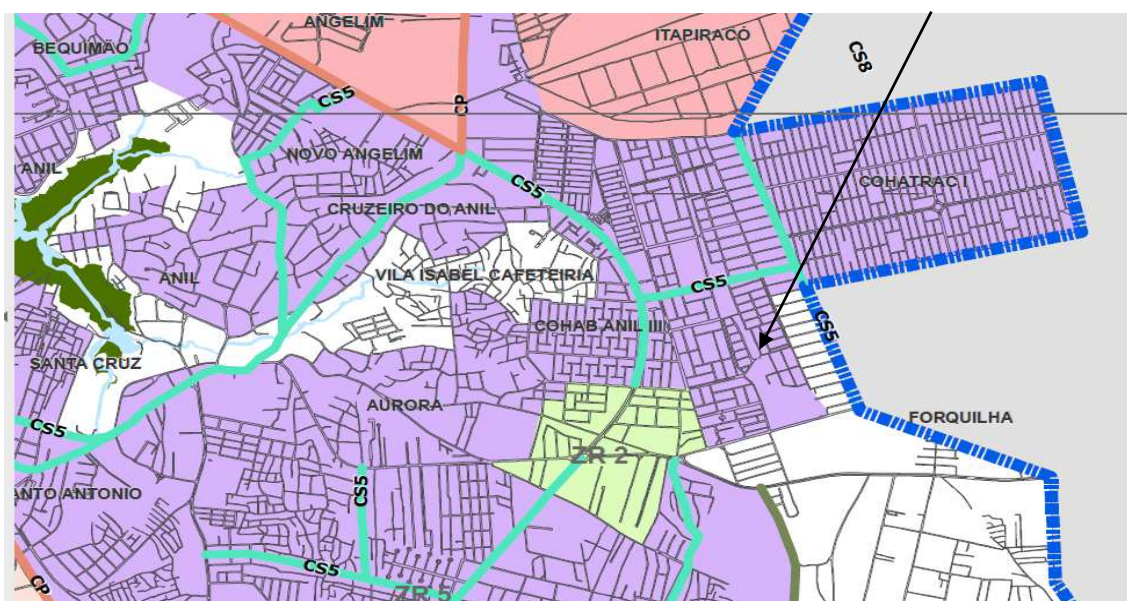 ANGELIM
ITAPIRACÓ
BEQUIMÃO
CS8
CS5
CP
ANIL
NOVO ANGELIM
CS5
COHATRAC I
CRUZEIRO DO ANIL
ANIL
VILA ISABEL CAFETEIRIA
CS5
COHAB ANIL III
CS5
SANTA CRUZ
AURORA
FORQUILHA
CS5
ZR 2
ANTO ANTONIO
CS5
CS5
CP
ZR 5